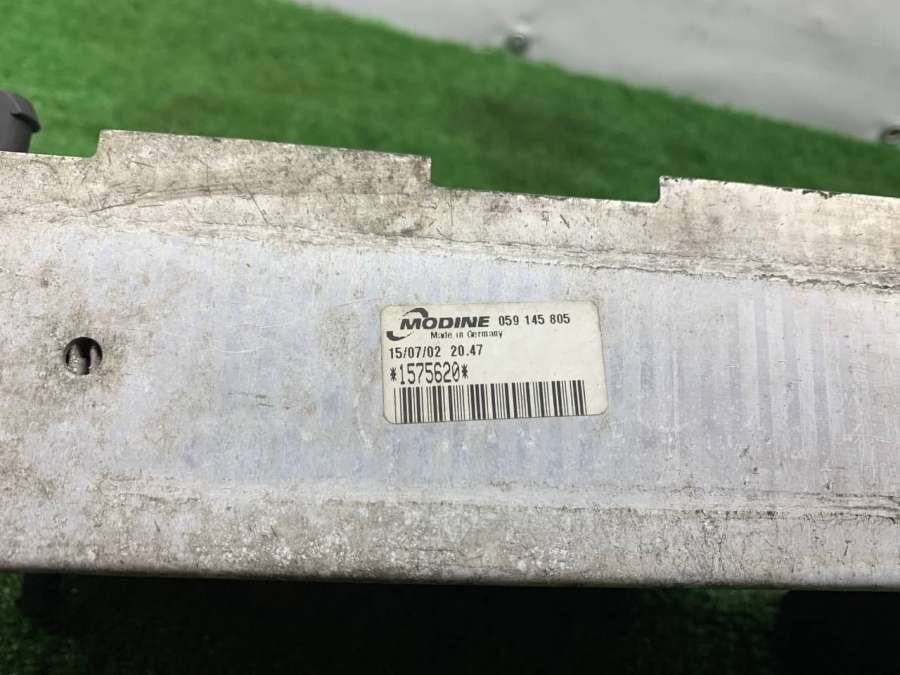 MODINE 059 145 805
Made in Germany
15/07/02 20.47
*1575620*